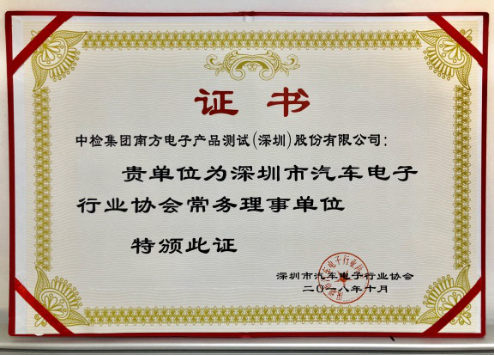 证书
中检集团南方电子产品测试(深圳)股份有限公司：
贵单位为深圳市汽车电子
行业协会常务理事单位
特颁此证
深圳市汽车电子行业协会
二〇一八年十月